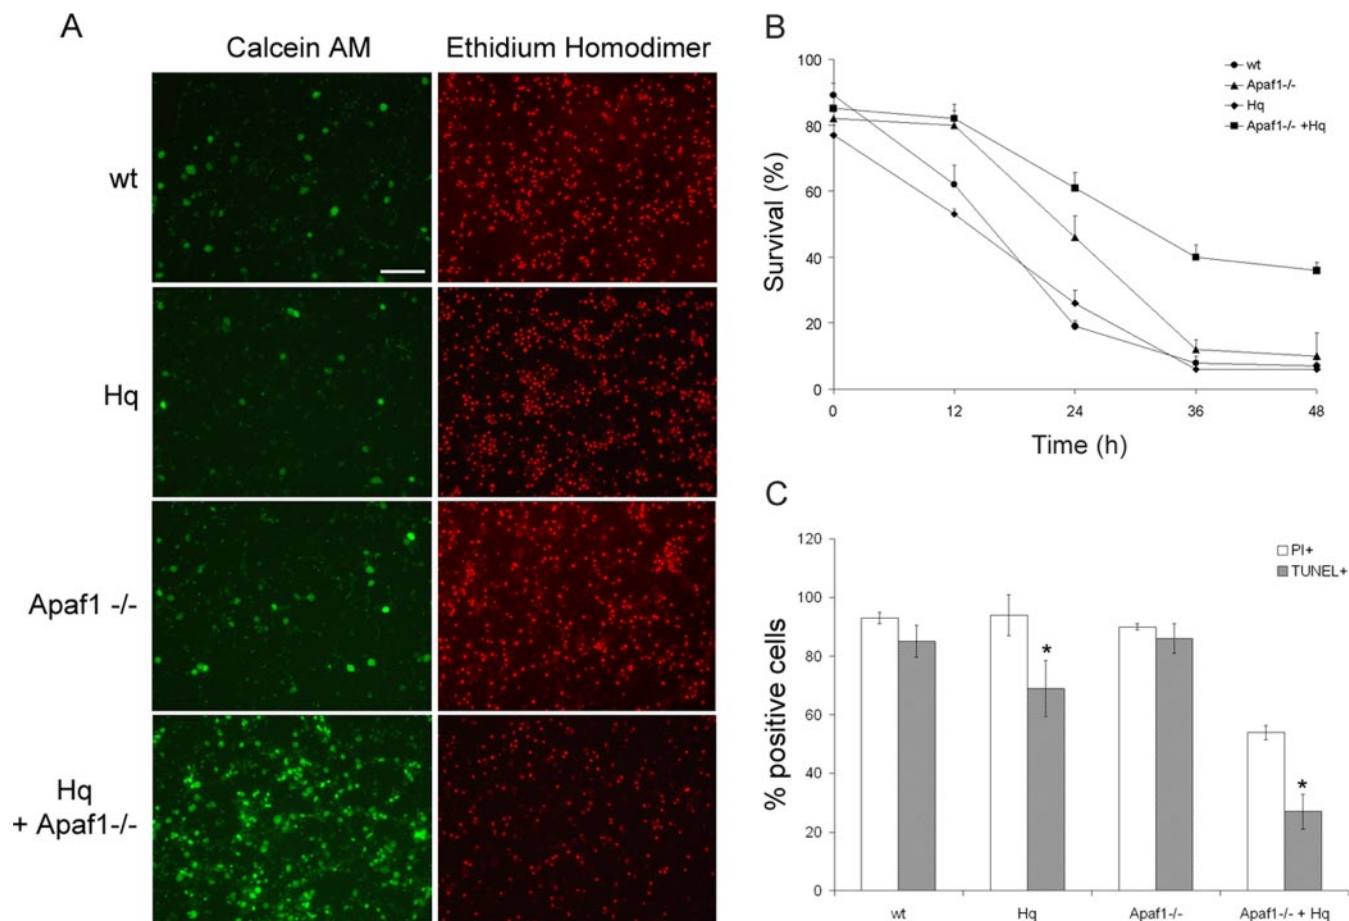 A
Calcein AM
Ethidium Homodimer
wt
Hq
Apaf1 -/-
Hq
+ Apaf1-/-
B
100
80
60
40
20
0
Survival (%)
0 12 24 36 48
Time (h)
wt
Apaf1-/-
Hq
Apaf1-/- +Hq
C
120
100
80
60
40
20
0
% positive cells
PI+
TUNEL+
*
*
wt Hq Apaf1-/- Apaf1-/- + Hq